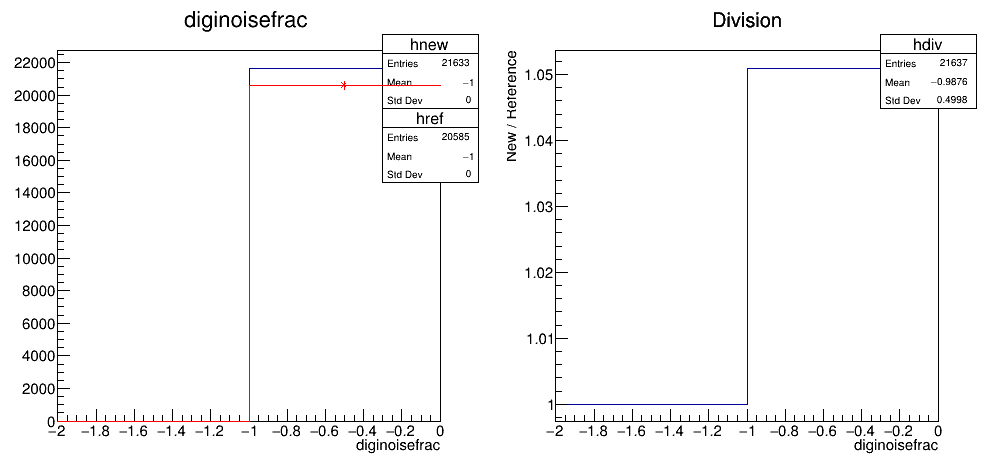 diginoisefrac
hnew
Entries 21633
Mean −1
Std Dev 0
href
Entries 20585
Mean −1
Std Dev 0
22000
20000
18000
16000
14000
12000
10000
8000
6000
4000
2000
0
−2 −1.8 −1.6 −1.4 −1.2 −1 −0.8 −0.6 −0.4 −0.2 0
diginoisefrac
Division
hdiv
Entries 21637
Mean −0.9876
Std Dev 0.4998
New / Reference
1.05
1.04
1.03
1.02
1.01
1
−2 −1.8 −1.6 −1.4 −1.2 −1 −0.8 −0.6 −0.4 −0.2 0
diginoisefrac